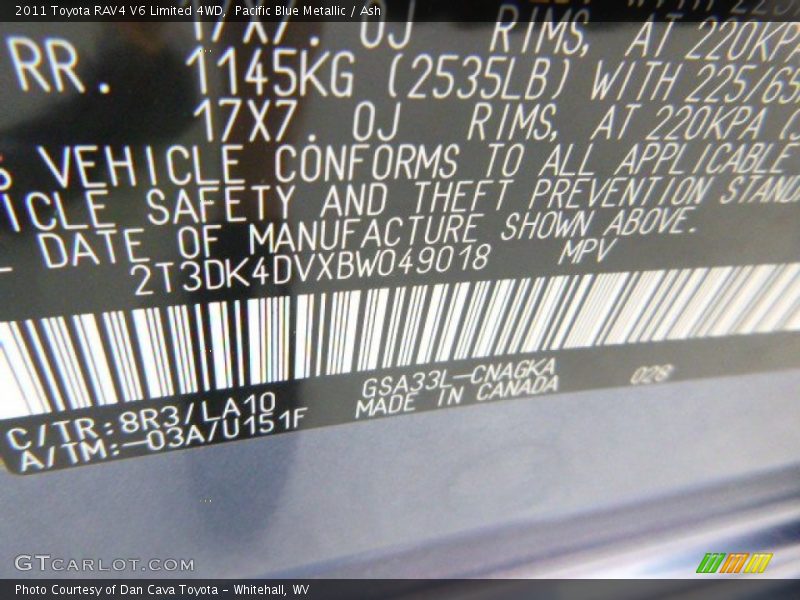 2011 Toyota RAV4 V6 Limited 4WD, Pacific Blue Metallic / Ash
17X7. 0J RIMS, AT 220KPA
RR. 1145KG (2535LB) WITH 225/65
17X7. 0J RIMS, AT 220KPA
VEHICLE CONFORMS TO ALL APPLICABLE
ICLE SAFETY AND THEFT PREVENTION STANDA
DATE OF MANUFACTURE SHOWN ABOVE.
2T3DK4DVXBW049018 MPV
C/TR:8R3/LA10 GSA33L-CNAGKA 028
A/TM:-03A/U151F MADE IN CANADA
GTCARLOT.COM
Photo Courtesy of Dan Cava Toyota – Whitehall, WV